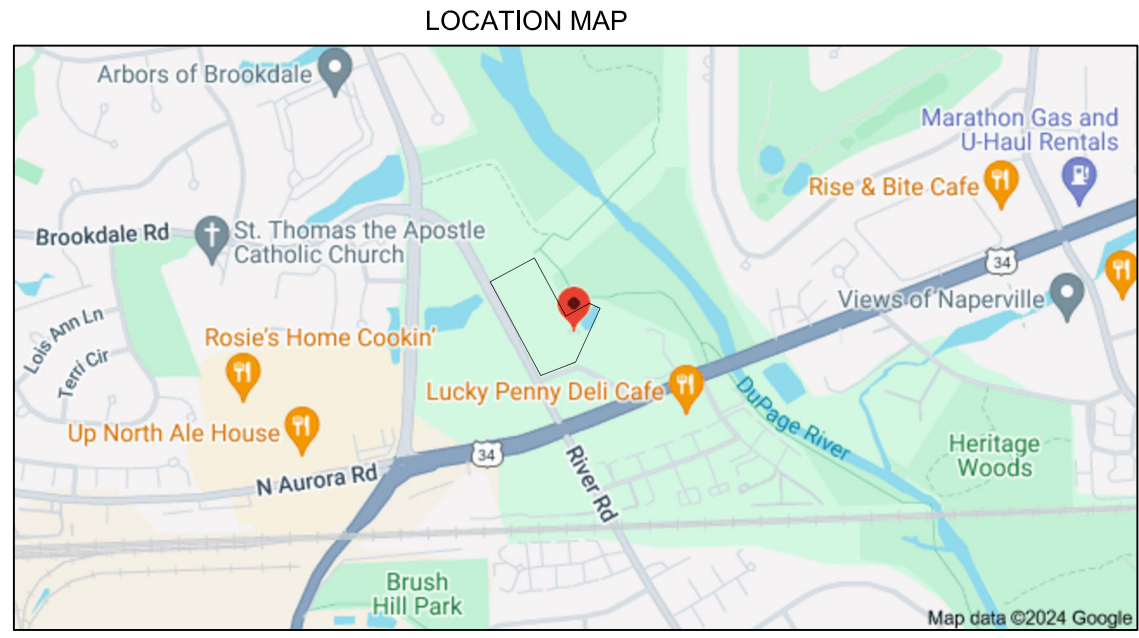 LOCATION MAP
Arbors of Brookdale
Marathon Gas and
U-Haul Rentals
Rise & Bite Cafe
Brookdale Rd
St. Thomas the Apostle
Catholic Church
34
Views of Naperville
Lois Ann Ln
Terri Cir
Rosie's Home Cookin'
Lucky Penny Deli Cafe
DuPage River
Up North Ale House
Heritage
Woods
34
N Aurora Rd
River Rd
Brush
Hill Park
Map data ©2024 Google